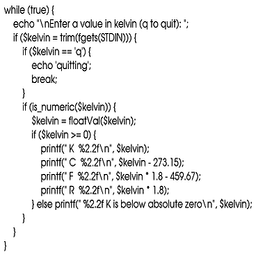 while (true) {
echo "\nEnter a value in kelvin (q to quit): ";
if ($kelvin = trim(fgets(STDIN))) {
if ($kelvin == 'q') {
echo 'quitting';
break;
}
if (is_numeric($kelvin)) {
$kelvin = floatVal($kelvin);
if ($kelvin >= 0) {
printf(" K %2.2f\n", $kelvin);
printf(" C %2.2f\n", $kelvin - 273.15);
printf(" F %2.2f\n", $kelvin * 1.8 - 459.67);
printf(" R %2.2f\n", $kelvin * 1.8);
} else printf(" %2.2f K is below absolute zero\n", $kelvin);
}
}
}